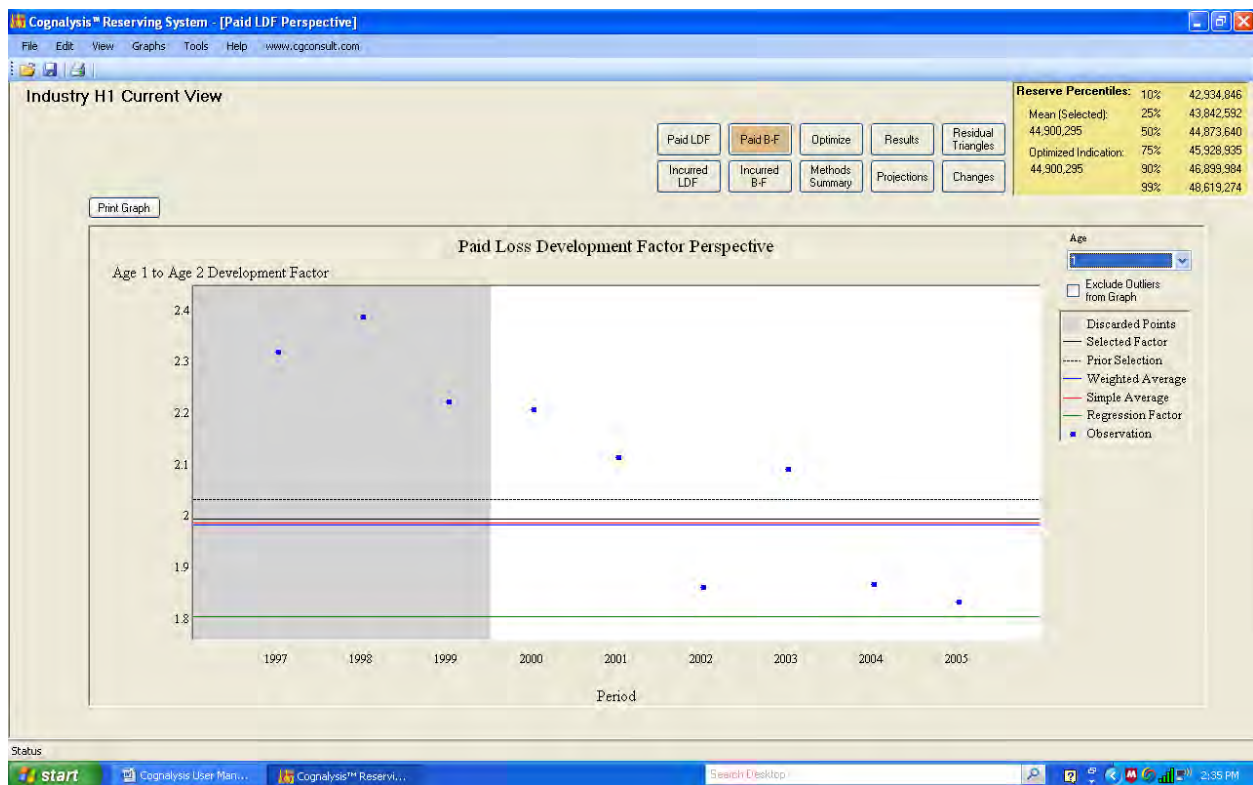 Cognalysis™ Reserving System - [Paid LDF Perspective]
File Edit View Graphs Tools Help www.cgconsult.com
Industry H1 Current View
Reserve Percentiles: 10% 42,934,846
Mean (Selected): 25% 43,842,592
44,900,295 50% 44,873,640
Optimized Indication: 75% 45,928,935
44,900,295 90% 46,899,984
99% 48,619,274
Paid LDF Paid B-F Optimize Results Residual Triangles
Incurred LDF Incurred B-F Methods Summary Projections Changes
Print Graph
Paid Loss Development Factor Perspective
Age 1 to Age 2 Development Factor
Age
1
Exclude Outliers
from Graph
Discarded Points
Selected Factor
Prior Selection
Weighted Average
Simple Average
Regression Factor
Observation
2.4
2.3
2.2
2.1
2
1.9
1.8
1997 1998 1999 2000 2001 2002 2003 2004 2005
Period
Status
start Cognalysis User Man... Cognalysis™ Reservi... Search Desktop 2:35 PM